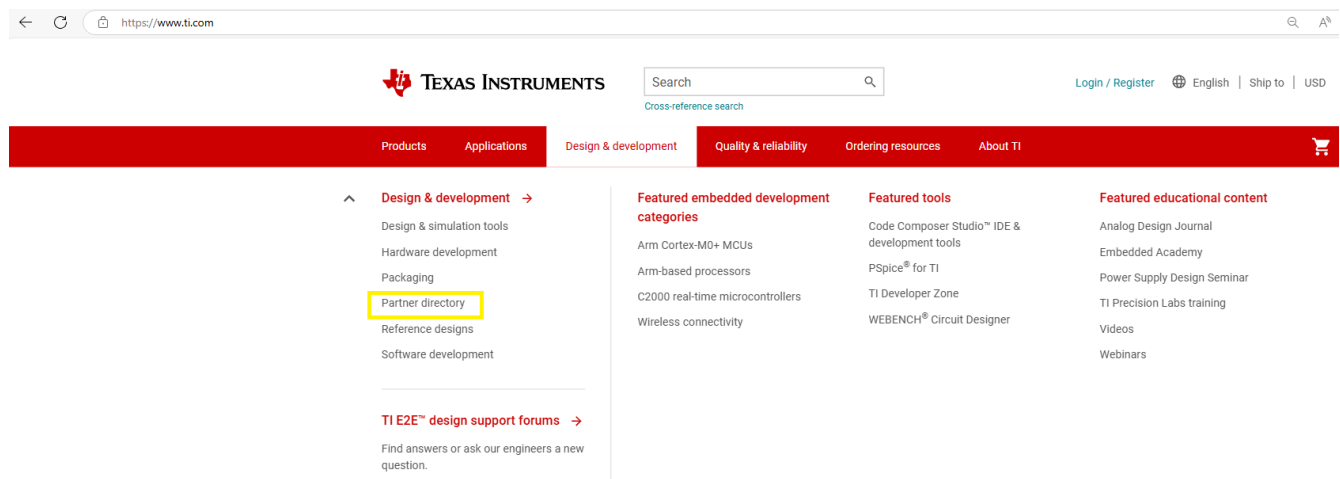 https://www.ti.com
A
TEXAS INSTRUMENTS
Search
Cross-reference search
Login / Register
English | Ship to | USD
Products
Applications
Design & development
Quality & reliability
Ordering resources
About TI
Design & development →
Design & simulation tools
Hardware development
Packaging
Partner directory
Reference designs
Software development
TI E2E™ design support forums →
Find answers or ask our engineers a new
question.
Featured embedded development
categories
Arm Cortex-M0+ MCUs
Arm-based processors
C2000 real-time microcontrollers
Wireless connectivity
Featured tools
Code Composer Studio™ IDE &
development tools
PSpice® for TI
TI Developer Zone
WEBENCH® Circuit Designer
Featured educational content
Analog Design Journal
Embedded Academy
Power Supply Design Seminar
TI Precision Labs training
Videos
Webinars